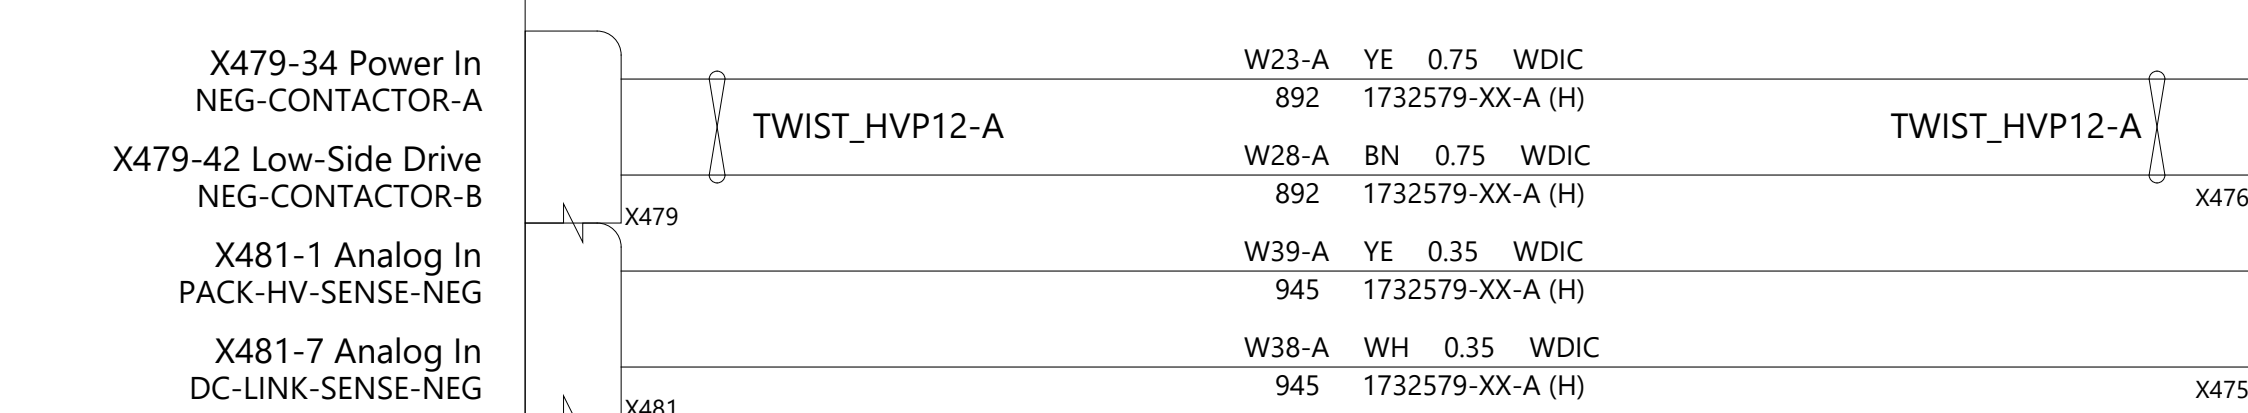 X479-34 Power In
NEG-CONTACTOR-A
W23-A YE 0.75 WDIC
892 1732579-XX-A (H)
TWIST_HVP12-A
TWIST_HVP12-A
X479-42 Low-Side Drive
NEG-CONTACTOR-B
W28-A BN 0.75 WDIC
892 1732579-XX-A (H)
X479
X476
X481-1 Analog In
PACK-HV-SENSE-NEG
W39-A YE 0.35 WDIC
945 1732579-XX-A (H)
X481-7 Analog In
DC-LINK-SENSE-NEG
W38-A WH 0.35 WDIC
945 1732579-XX-A (H)
X481
X475